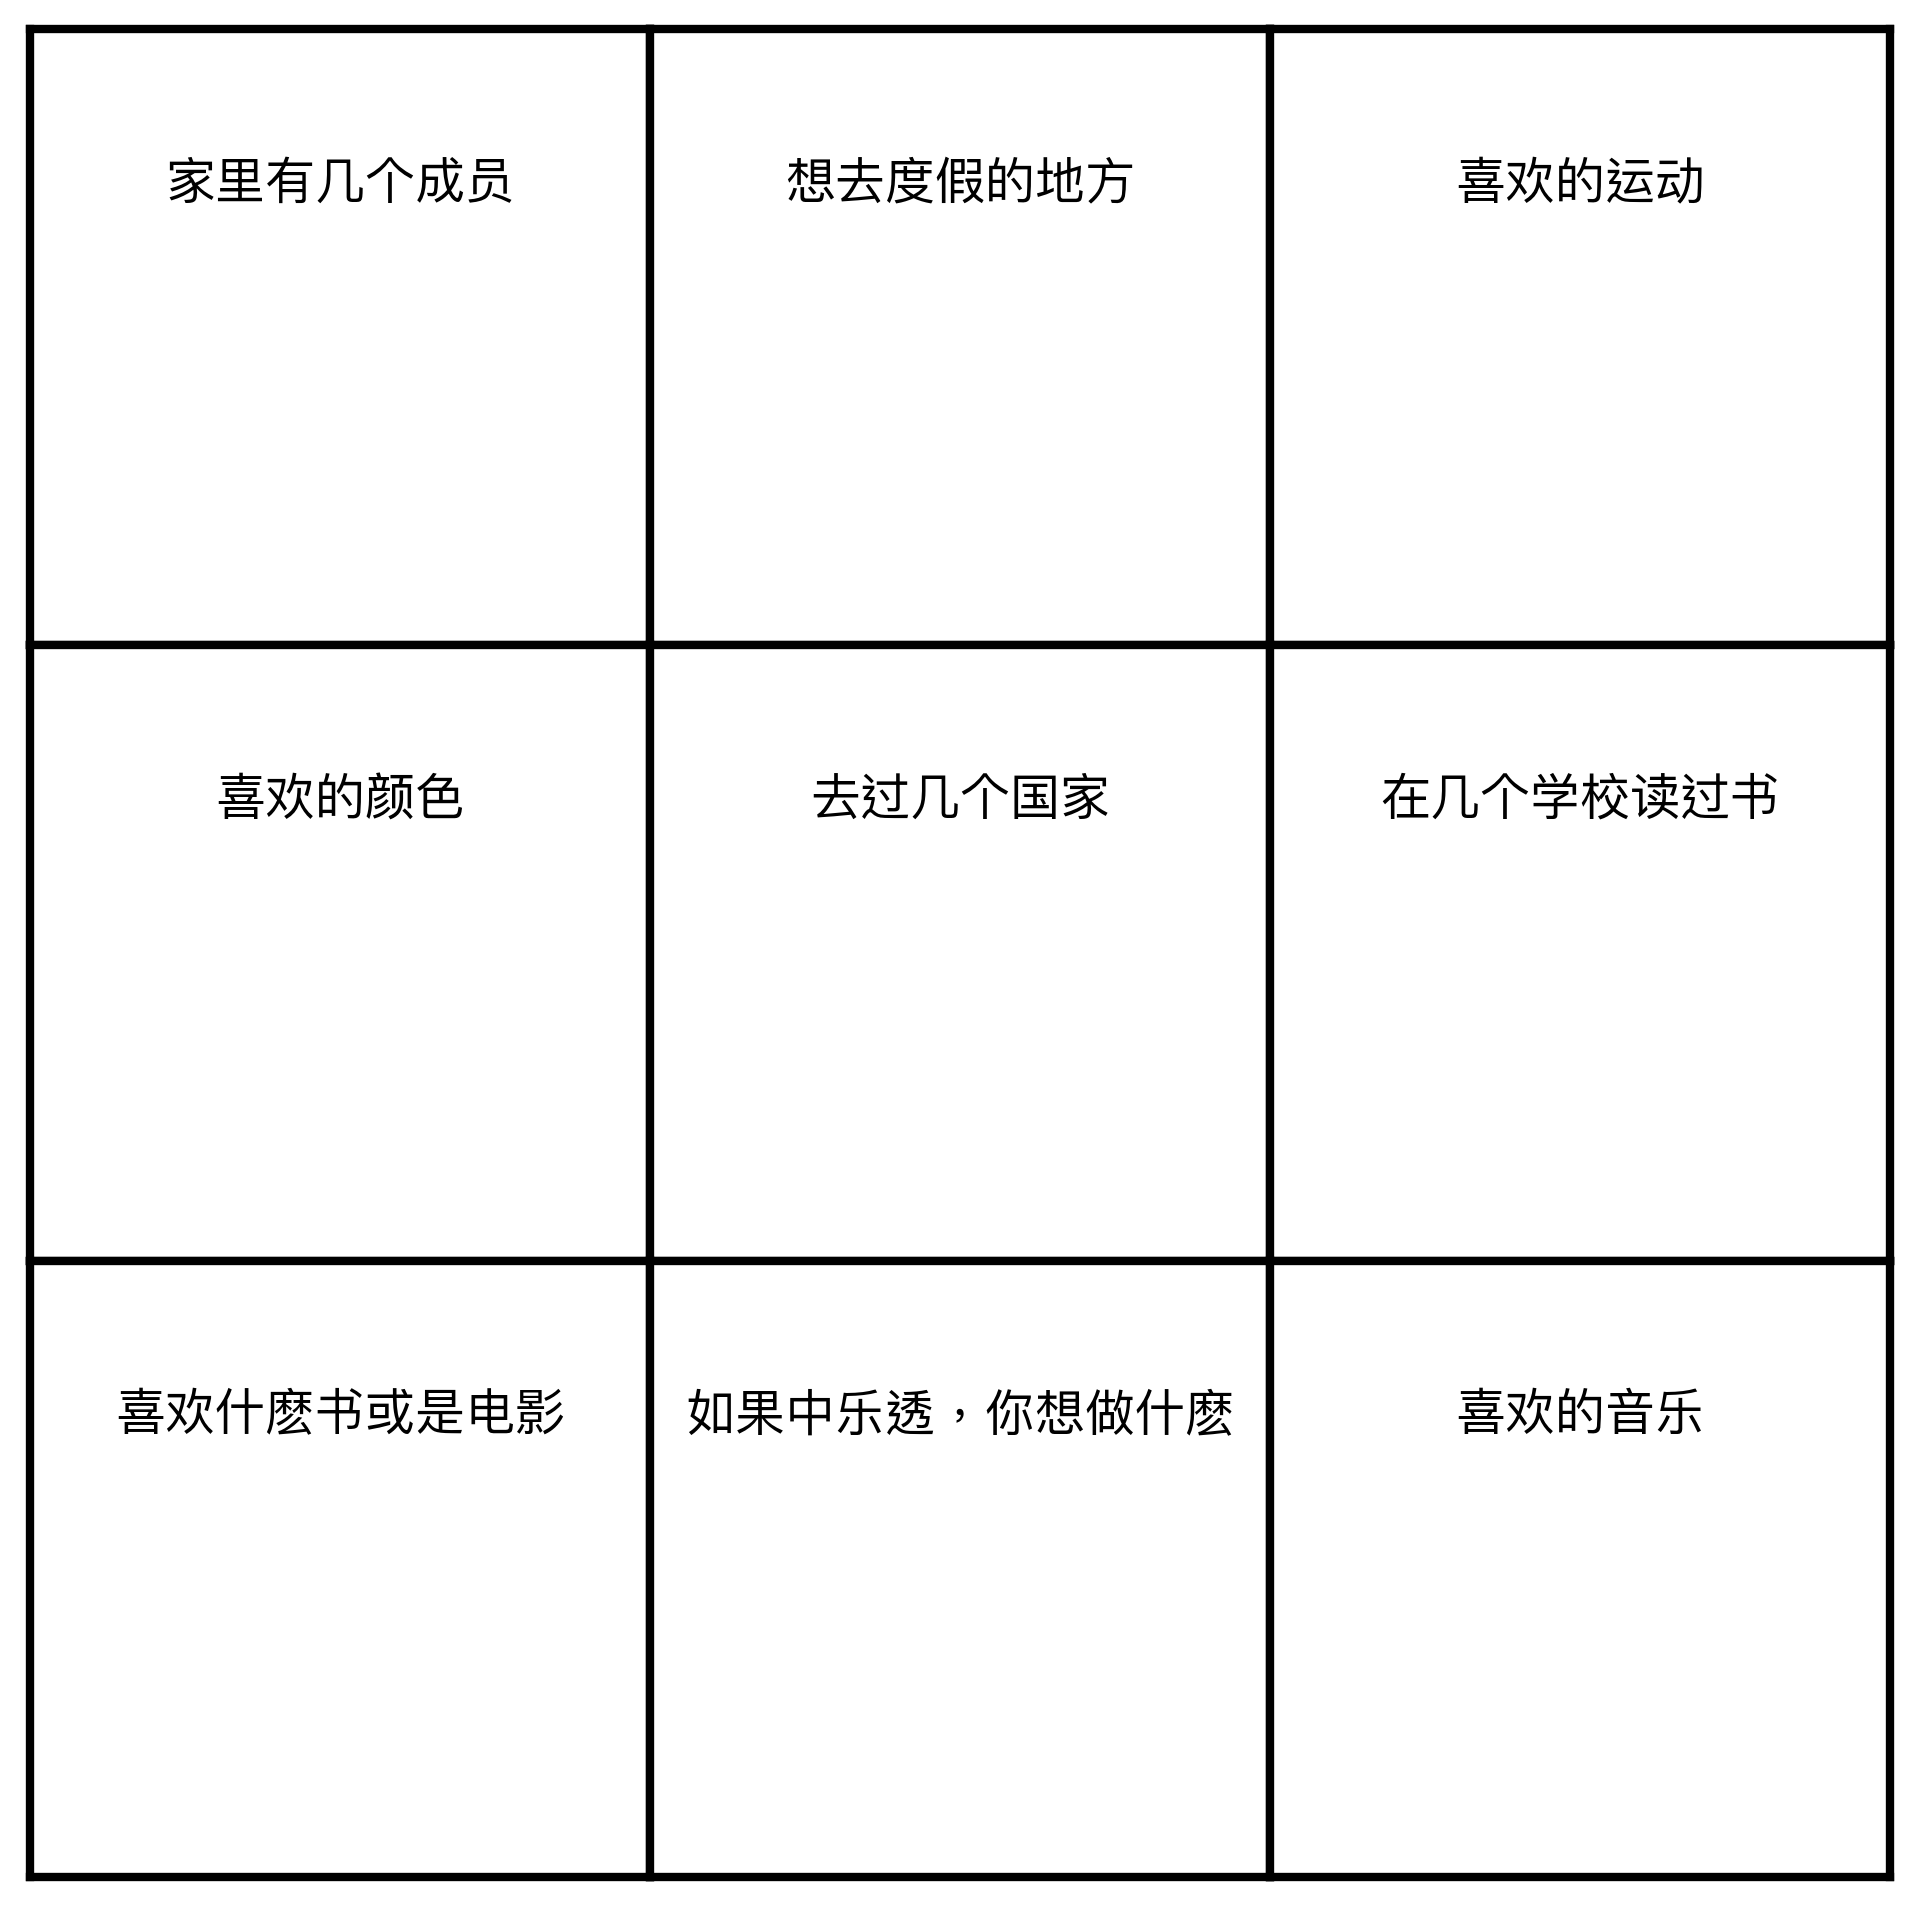 家里有几个成员
想去度假的地方
喜欢的运动
喜欢的颜色
去过几个国家
在几个学校读过书
喜欢什麽书或是电影
如果中乐透，你想做什麽
喜欢的音乐